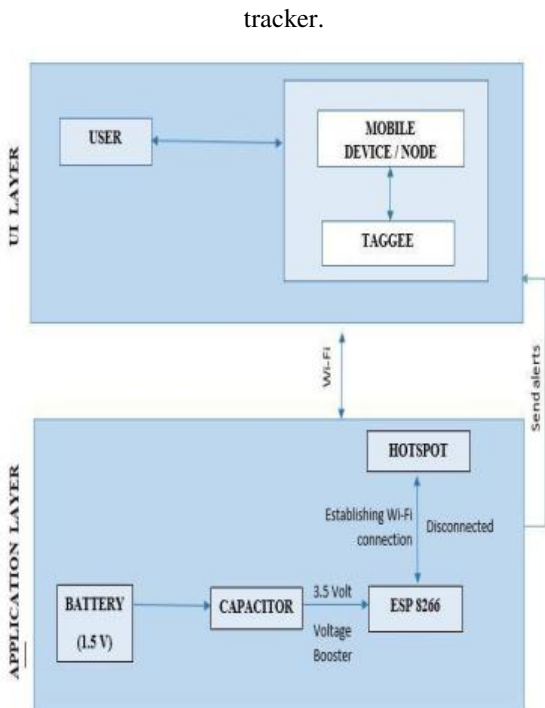 tracker.
UI LAYER
USER
MOBILE
DEVICE / NODE
TAGGEE
Wi-Fi
Send alerts
APPLICATION LAYER
HOTSPOT
Establishing Wi-Fi
connection
Disconnected
BATTERY
(1.5 V)
CAPACITOR
3.5 Volt
Voltage
Booster
ESP 8266